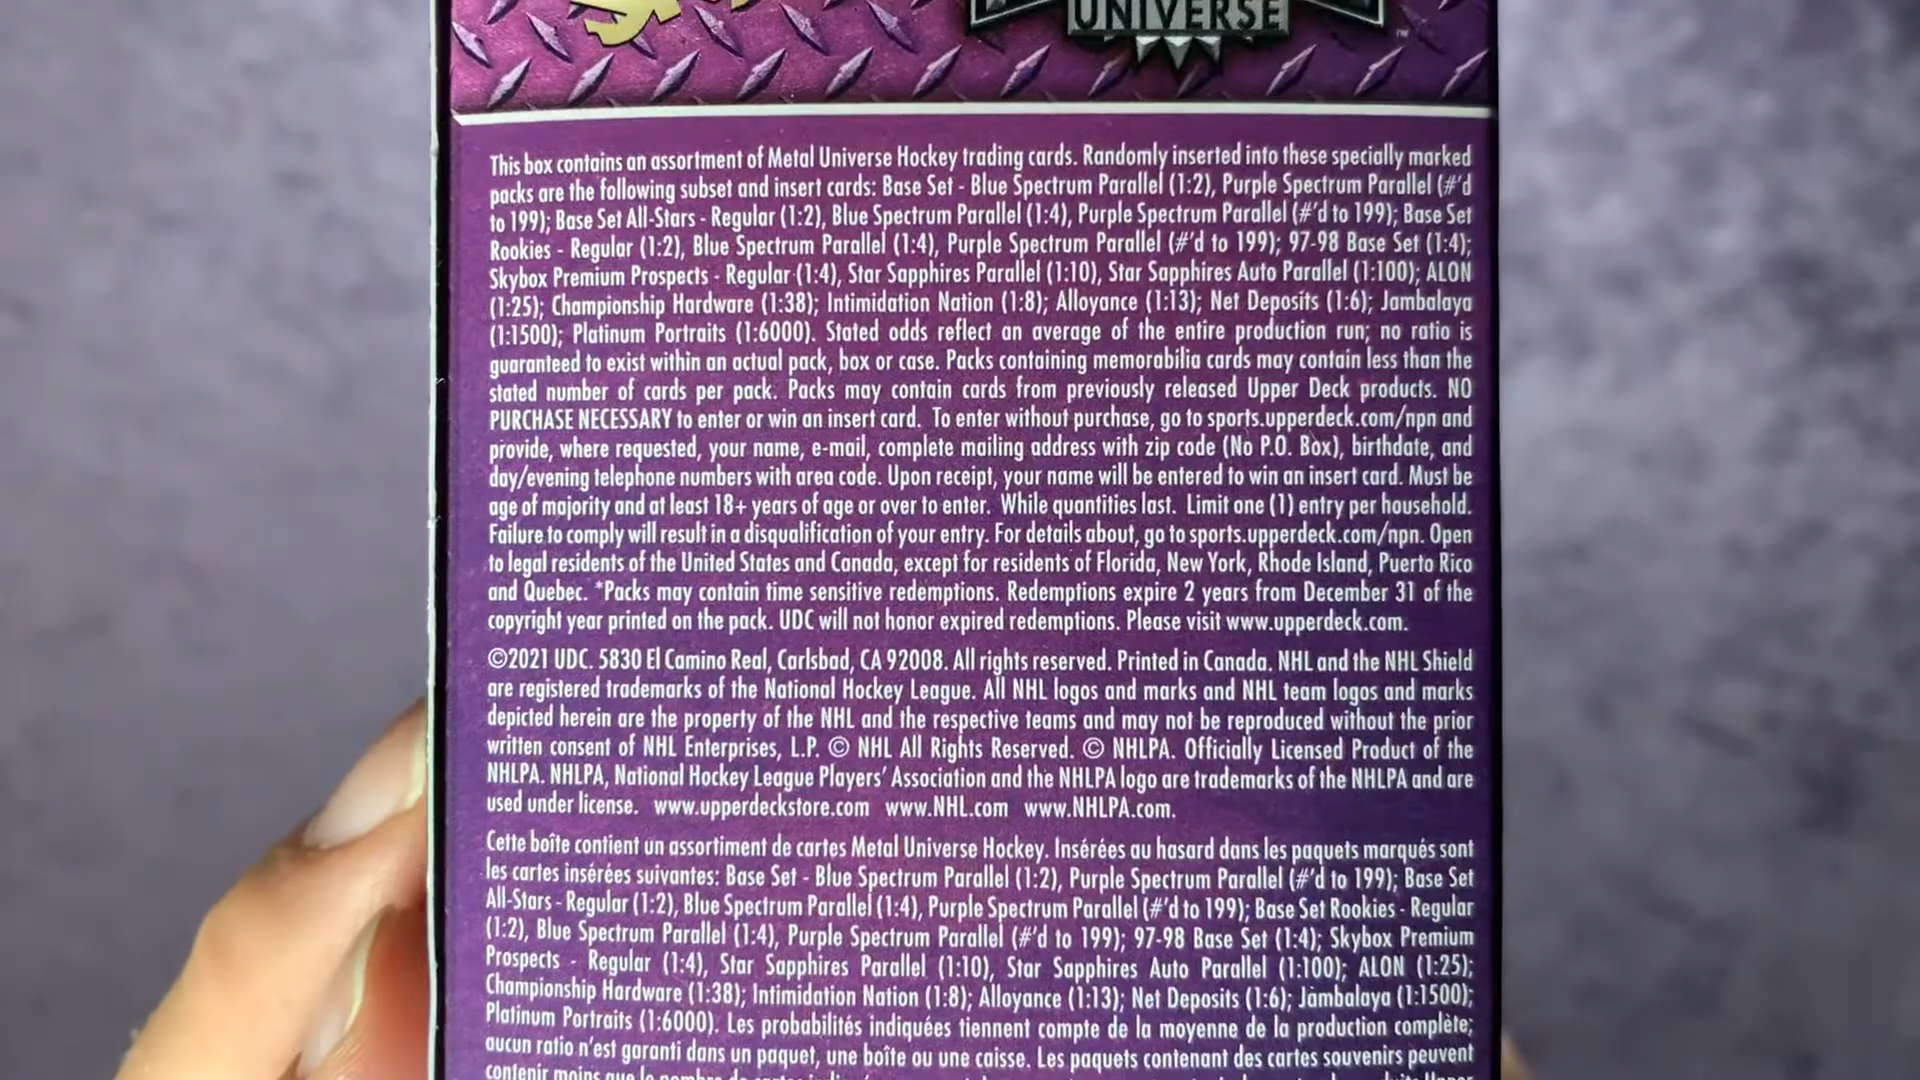 UNIVERSE
TM
This box contains an assortment of Metal Universe Hockey trading cards. Randomly inserted into these specially marked
packs are the following subset and insert cards: Base Set - Blue Spectrum Parallel (1:2), Purple Spectrum Parallel (#'d
to 199); Base Set All-Stars - Regular (1:2), Blue Spectrum Parallel (1:4), Purple Spectrum Parallel (#'d to 199); Base Set
Rookies - Regular (1:2), Blue Spectrum Parallel (1:4), Purple Spectrum Parallel (#'d to 199); 97-98 Base Set (1:4);
Skybox Premium Prospects - Regular (1:4), Star Sapphires Parallel (1:10), Star Sapphires Auto Parallel (1:100); ALON
(1:25); Championship Hardware (1:38); Intimidation Nation (1:8); Alloyance (1:13); Net Deposits (1:6); Jambalaya
(1:1500); Platinum Portraits (1:6000). Stated odds reflect an average of the entire production run; no ratio is
guaranteed to exist within an actual pack, box or case. Packs containing memorabilia cards may contain less than the
stated number of cards per pack. Packs may contain cards from previously released Upper Deck products. NO
PURCHASE NECESSARY to enter or win an insert card. To enter without purchase, go to sports.upperdeck.com/npn and
provide, where requested, your name, e-mail, complete mailing address with zip code (No P.O. Box), birthdate, and
day/evening telephone numbers with area code. Upon receipt, your name will be entered to win an insert card. Must be
age of majority and at least 18+ years of age or over to enter. While quantities last. Limit one (1) entry per household.
Failure to comply will result in a disqualification of your entry. For details about, go to sports.upperdeck.com/npn. Open
to legal residents of the United States and Canada, except for residents of Florida, New York, Rhode Island, Puerto Rico
and Quebec. *Packs may contain time sensitive redemptions. Redemptions expire 2 years from December 31 of the
copyright year printed on the pack. UDC will not honor expired redemptions. Please visit www.upperdeck.com.
©2021 UDC. 5830 El Camino Real, Carlsbad, CA 92008. All rights reserved. Printed in Canada. NHL and the NHL Shield
are registered trademarks of the National Hockey League. All NHL logos and marks and NHL team logos and marks
depicted herein are the property of the NHL and the respective teams and may not be reproduced without the prior
written consent of NHL Enterprises, L.P. © NHL All Rights Reserved. © NHLPA. Officially Licensed Product of the
NHLPA. NHLPA, National Hockey League Players' Association and the NHLPA logo are trademarks of the NHLPA and are
used under license. www.upperdeckstore.com www.NHL.com www.NHLPA.com.
Cette boîte contient un assortiment de cartes Metal Universe Hockey. Insérées au hasard dans les paquets marqués sont
les cartes insérées suivantes: Base Set - Blue Spectrum Parallel (1:2), Purple Spectrum Parallel (#'d to 199); Base Set
All-Stars - Regular (1:2), Blue Spectrum Parallel (1:4), Purple Spectrum Parallel (#'d to 199); Base Set Rookies - Regular
(1:2), Blue Spectrum Parallel (1:4), Purple Spectrum Parallel (#'d to 199); 97-98 Base Set (1:4); Skybox Premium
Prospects - Regular (1:4), Star Sapphires Parallel (1:10), Star Sapphires Auto Parallel (1:100); ALON (1:25);
Championship Hardware (1:38); Intimidation Nation (1:8); Alloyance (1:13); Net Deposits (1:6); Jambalaya (1:1500);
Platinum Portraits (1:6000). Les probabilités indiquées tiennent compte de la moyenne de la production complète;
aucun ratio n'est garanti dans un paquet, une boîte ou une caisse. Les paquets contenant des cartes souvenirs peuvent
contenir moins que le nombre de cartes